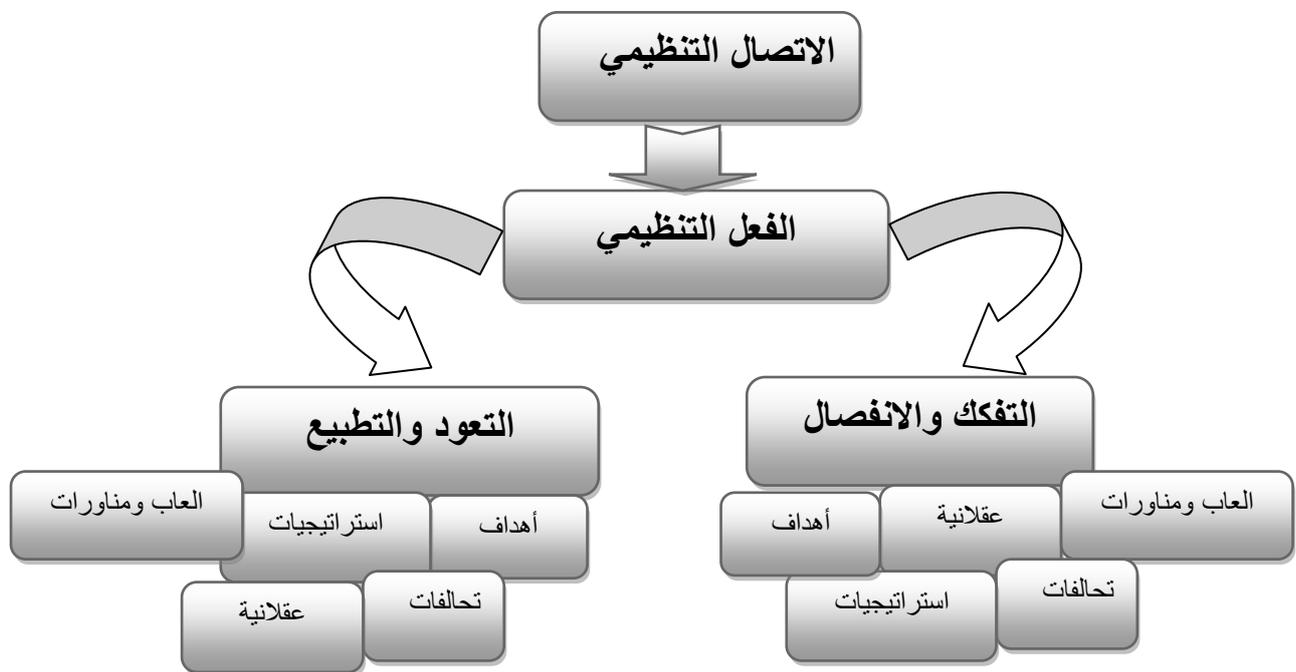 الاتصال التنظيمي
الفعل التنظيمي
التفكك والانفصال
العاب ومناورات
عقلانية
أهداف
تحالفات
استراتيجيات
التعود والتطبيع
أهداف
استراتيجيات
العاب ومناورات
تحالفات
عقلانية